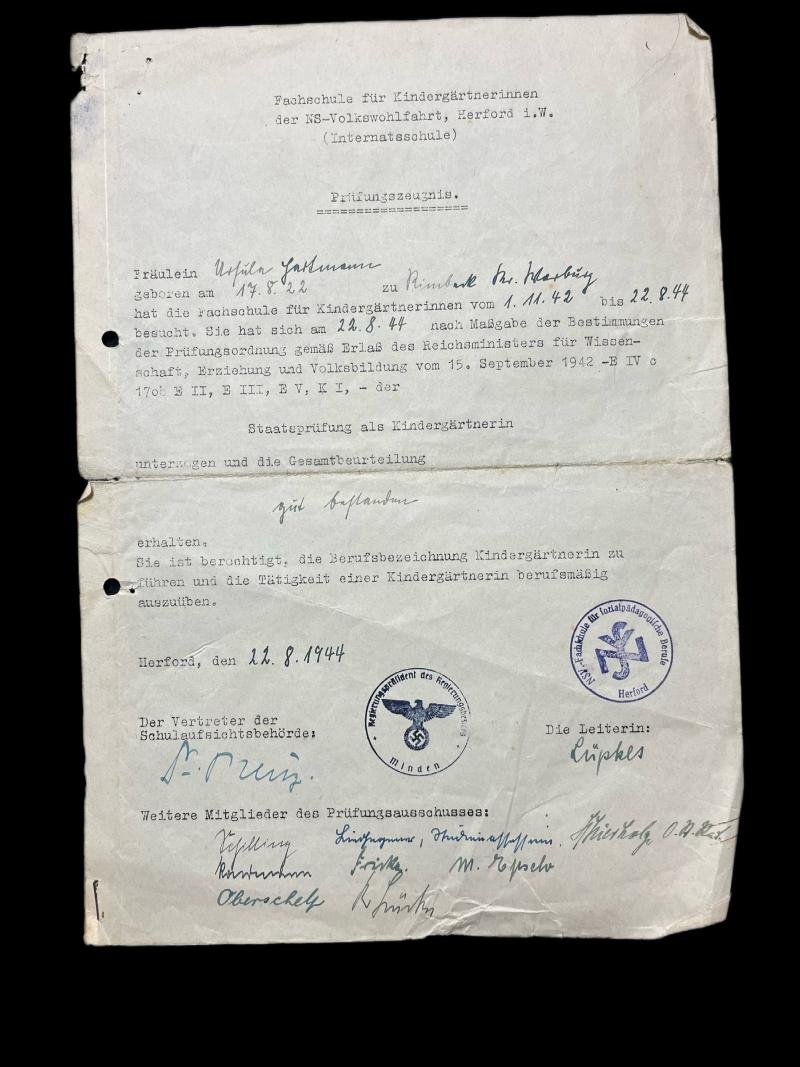 Fachschule für Kindergärtnerinnen
der NS-Volkswohlfahrt, Herford i.W.
(Internatsschule)
Prüfungszeugnis.
Fräulein Ursula Hartmann
geboren am 17.8.22 zu Rimbeck Kr. Warburg
hat die Fachschule für Kindergärtnerinnen vom 1.11.42 bis 22.8.44
besucht. Sie hat sich am 22.8.44 nach Maßgabe der Bestimmungen
der Prüfungsordnung gemäß Erlaß des Reichsministers für Wissen-
schaft, Erziehung und Volksbildung vom 15. September 1942 -E IV c
E II, E III, E V, K I, - der
Staatsprüfung als Kindergärtnerin
unterzogen und die Gesamtbeurteilung
gut bestanden
erhalten.
Sie ist berechtigt, die Berufsbezeichnung Kindergärtnerin zu
führen und die Tätigkeit einer Kindergärtnerin berufsmäßig
auszuüben.
Herford, den 22.8.1944
NSV.-Fachschule für sozialpädagogische Berufe
Herford
Der Regierungspräsident des Regierungsbezirks
Minden
Der Vertreter der
Schulaufsichtsbehörde:
Die Leiterin:
Lüpkes
Weitere Mitglieder des Prüfungsausschusses:
Schilling Studienassessorin.
Fricke. M.
Oberschelp